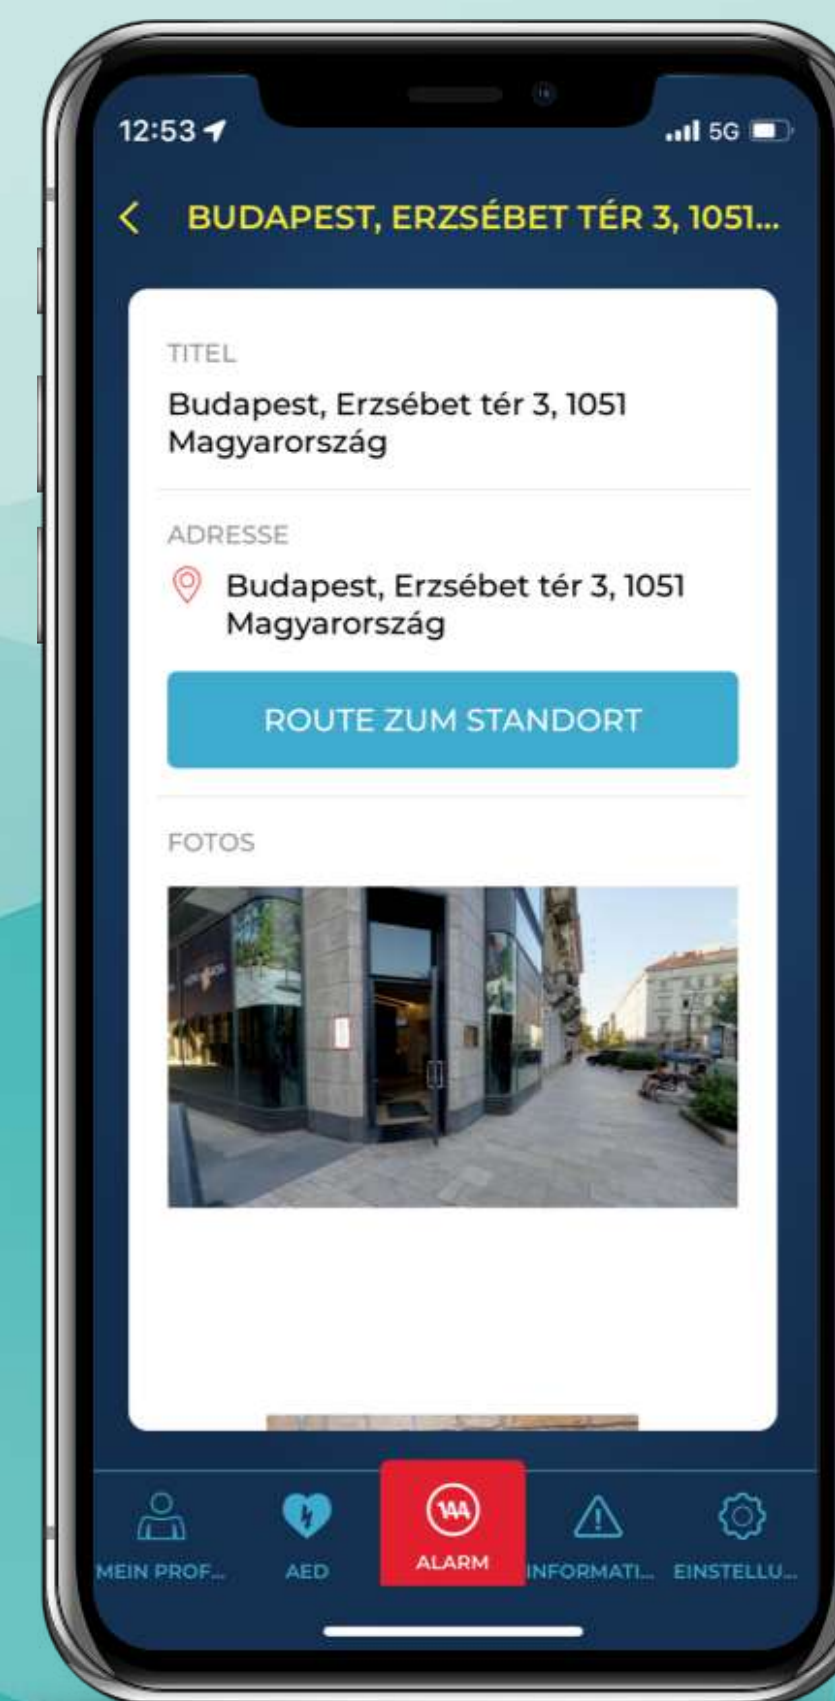 12:53
5G
BUDAPEST, ERZSÉBET TÉR 3, 1051...
TITEL
Budapest, Erzsébet tér 3, 1051
Magyarország
ADRESSE
Budapest, Erzsébet tér 3, 1051
Magyarország
ROUTE ZUM STANDORT
FOTOS
144
MEIN PROF...
AED
ALARM
INFORMATI...
EINSTELLU...